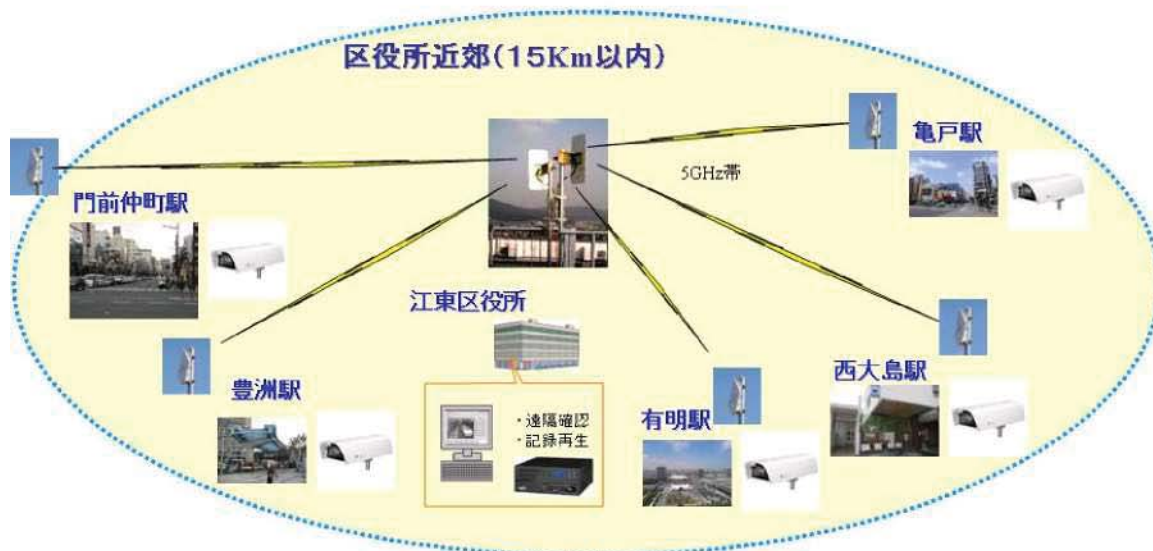 区役所近郊(15Km以内)
亀戸駅
5GHz帯
門前仲町駅
江東区役所
西大島駅
豊洲駅
有明駅
・遠隔確認
・記録再生